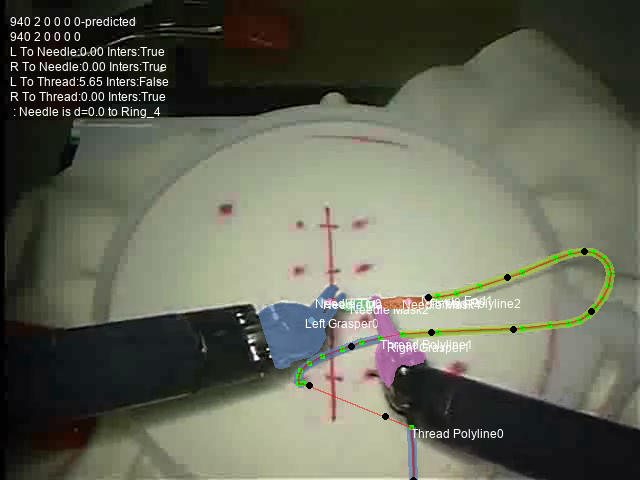 940 2 0 0 0 0-predicted
940 2 0 0 0 0
L To Needle:0.00 Inters:True
R To Needle:0.00 Inters:True
L To Thread:5.65 Inters:False
R To Thread:0.00 Inters:True
: Needle is d=0.0 to Ring_4
Needle Mask2
Left Grasper0
Thread Polyline1
Right Grasper1
Thread Polyline0